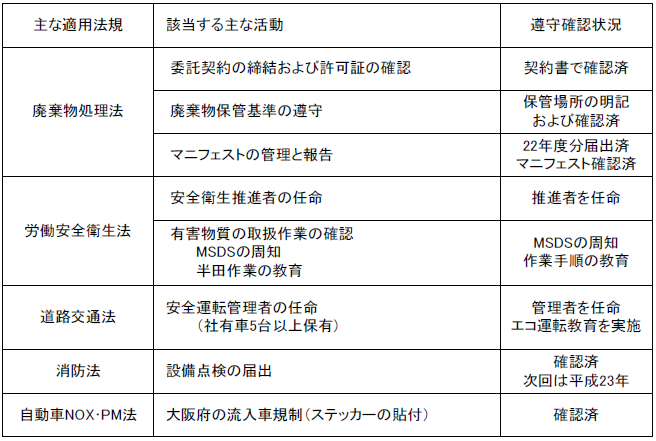 主な適用法規 該当する主な活動 遵守確認状況
廃棄物処理法
委託契約の締結および許可証の確認 契約書で確認済
廃棄物保管基準の遵守 保管場所の明記
および確認済
マニフェストの管理と報告 22年度分届出済
マニフェスト確認済
労働安全衛生法
安全衛生推進者の任命 推進者を任命
有害物質の取扱作業の確認
MSDSの周知
半田作業の教育
MSDSの周知
作業手順の教育
道路交通法
安全運転管理者の任命
（社有車5台以上保有）
管理者を任命
エコ運転教育を実施
消防法 設備点検の届出 確認済
次回は平成23年
自動車NOX・PM法 大阪府の流入車規制（ステッカーの貼付） 確認済